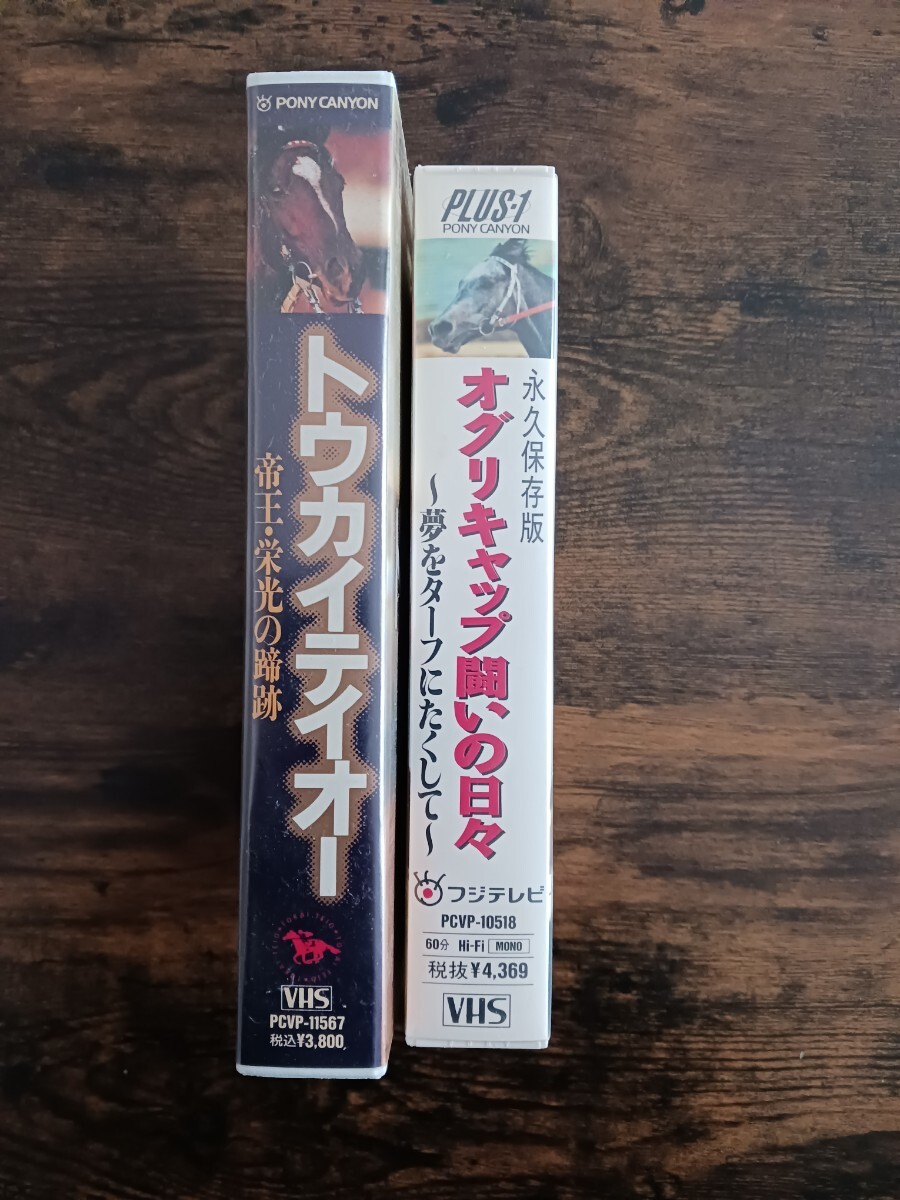 PONY CANYON
トウカイテイオー
帝王・栄光の蹄跡
VHS
PCVP-11567
税込¥3,800
PLUS-1
PONY CANYON
永久保存版
オグリキャップ闘いの日々
〜夢をターフにたくして〜
フジテレビ
PCVP-10518
60分 Hi-Fi MONO
税抜¥4,369
VHS